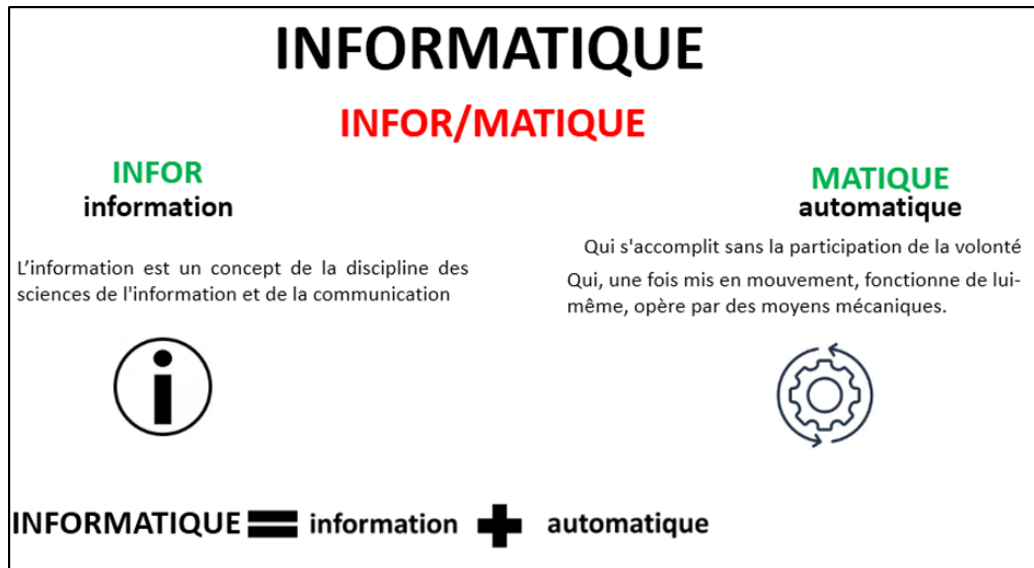 INFORMATIQUE
INFOR/MATIQUE
INFOR
information
L’information est un concept de la discipline des
sciences de l'information et de la communication
MATIQUE
automatique
Qui s'accomplit sans la participation de la volonté
Qui, une fois mis en mouvement, fonctionne de lui-
même, opère par des moyens mécaniques.
INFORMATIQUE = information + automatique